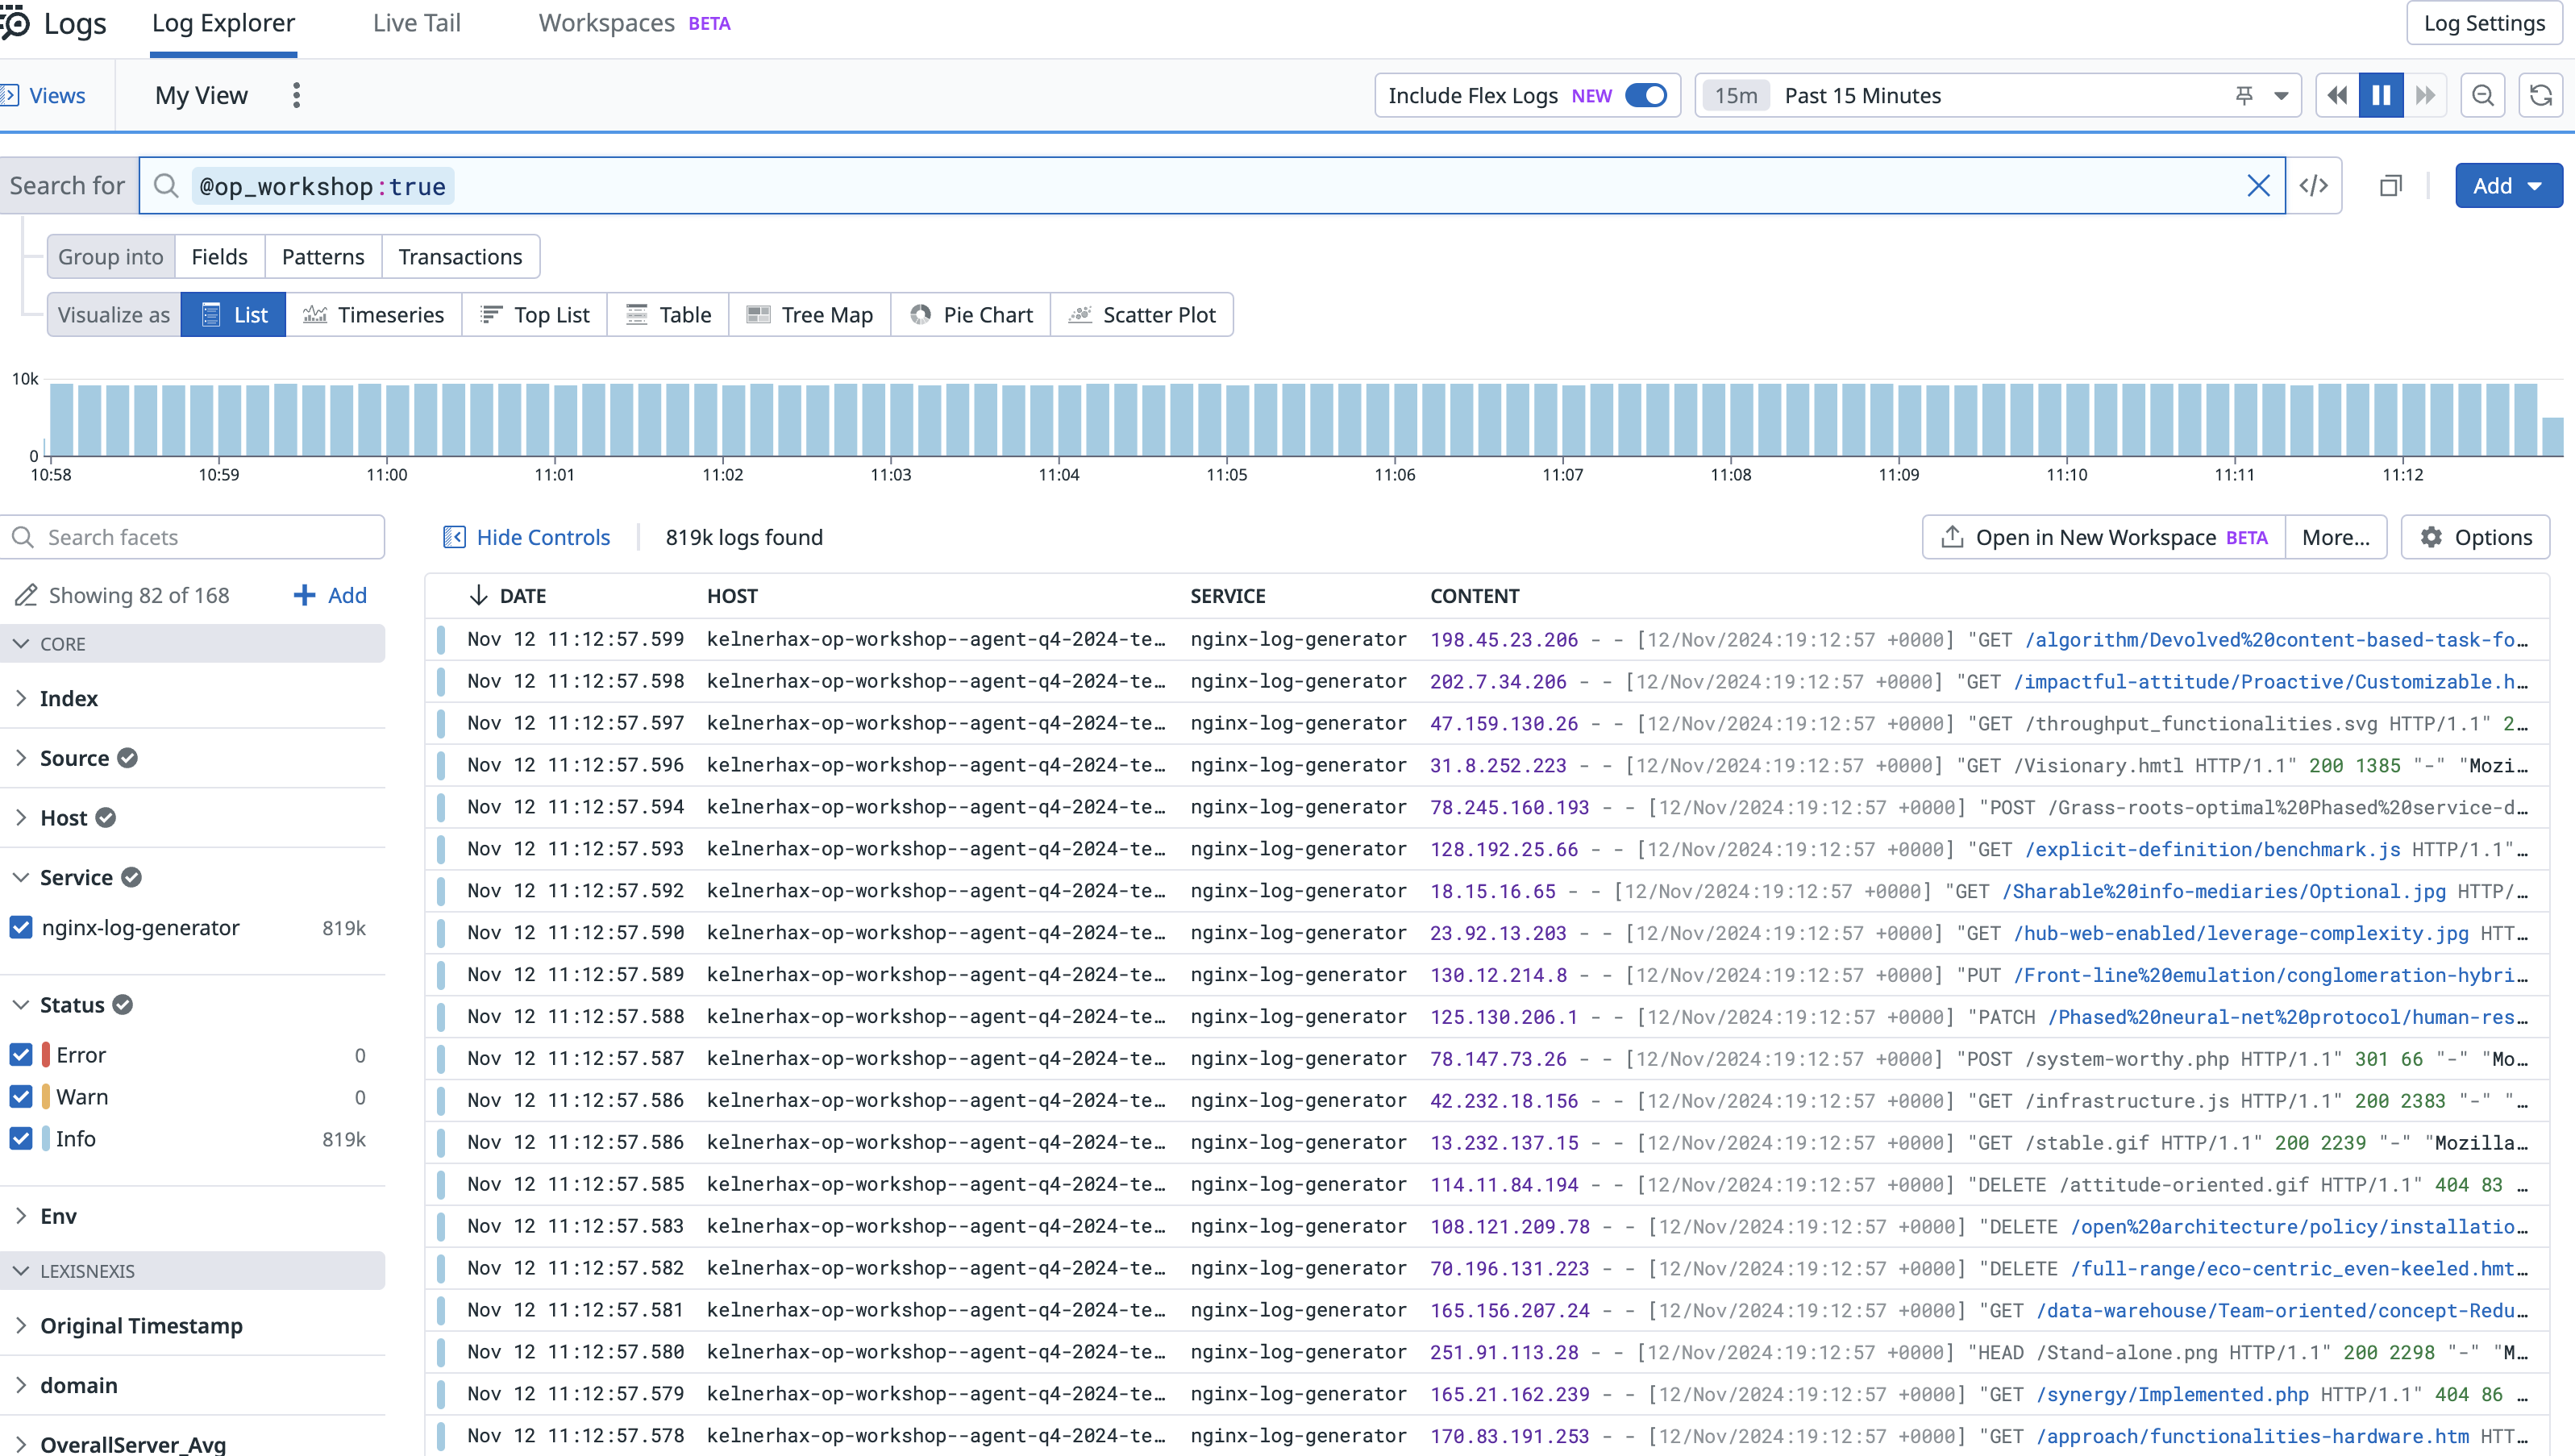 Logs Log Explorer Live Tail Workspaces BETA Log Settings
Views My View Include Flex Logs NEW 15m Past 15 Minutes
Search for @op_workshop:true </> Add
Group into Fields Patterns Transactions
Visualize as List Timeseries Top List Table Tree Map Pie Chart Scatter Plot
10k
0
10:58 10:59 11:00 11:01 11:02 11:03 11:04 11:05 11:06 11:07 11:08 11:09 11:10 11:11 11:12
Search facets
Showing 82 of 168 Add
CORE
Index
Source
Host
Service
nginx-log-generator 819k
Status
Error 0
Warn 0
Info 819k
Env
LEXISNEXIS
Original Timestamp
domain
OverallServer_Avg
Hide Controls 819k logs found Open in New Workspace BETA More... Options
DATE HOST SERVICE CONTENT
Nov 12 11:12:57.599 kelnerhax-op-workshop--agent-q4-2024-te… nginx-log-generator 198.45.23.206 - - [12/Nov/2024:19:12:57 +0000] "GET /algorithm/Devolved%20content-based-task-fo…
Nov 12 11:12:57.598 kelnerhax-op-workshop--agent-q4-2024-te… nginx-log-generator 202.7.34.206 - - [12/Nov/2024:19:12:57 +0000] "GET /impactful-attitude/Proactive/Customizable.h…
Nov 12 11:12:57.597 kelnerhax-op-workshop--agent-q4-2024-te… nginx-log-generator 47.159.130.26 - - [12/Nov/2024:19:12:57 +0000] "GET /throughput_functionalities.svg HTTP/1.1" 2…
Nov 12 11:12:57.596 kelnerhax-op-workshop--agent-q4-2024-te… nginx-log-generator 31.8.252.223 - - [12/Nov/2024:19:12:57 +0000] "GET /Visionary.hmtl HTTP/1.1" 200 1385 "-" "Mozi…
Nov 12 11:12:57.594 kelnerhax-op-workshop--agent-q4-2024-te… nginx-log-generator 78.245.160.193 - - [12/Nov/2024:19:12:57 +0000] "POST /Grass-roots-optimal%20Phased%20service-d…
Nov 12 11:12:57.593 kelnerhax-op-workshop--agent-q4-2024-te… nginx-log-generator 128.192.25.66 - - [12/Nov/2024:19:12:57 +0000] "GET /explicit-definition/benchmark.js HTTP/1.1"…
Nov 12 11:12:57.592 kelnerhax-op-workshop--agent-q4-2024-te… nginx-log-generator 18.15.16.65 - - [12/Nov/2024:19:12:57 +0000] "GET /Sharable%20info-mediaries/Optional.jpg HTTP/…
Nov 12 11:12:57.590 kelnerhax-op-workshop--agent-q4-2024-te… nginx-log-generator 23.92.13.203 - - [12/Nov/2024:19:12:57 +0000] "GET /hub-web-enabled/leverage-complexity.jpg HTT…
Nov 12 11:12:57.589 kelnerhax-op-workshop--agent-q4-2024-te… nginx-log-generator 130.12.214.8 - - [12/Nov/2024:19:12:57 +0000] "PUT /Front-line%20emulation/conglomeration-hybri…
Nov 12 11:12:57.588 kelnerhax-op-workshop--agent-q4-2024-te… nginx-log-generator 125.130.206.1 - - [12/Nov/2024:19:12:57 +0000] "PATCH /Phased%20neural-net%20protocol/human-res…
Nov 12 11:12:57.587 kelnerhax-op-workshop--agent-q4-2024-te… nginx-log-generator 78.147.73.26 - - [12/Nov/2024:19:12:57 +0000] "POST /system-worthy.php HTTP/1.1" 301 66 "-" "Mo…
Nov 12 11:12:57.586 kelnerhax-op-workshop--agent-q4-2024-te… nginx-log-generator 42.232.18.156 - - [12/Nov/2024:19:12:57 +0000] "GET /infrastructure.js HTTP/1.1" 200 2383 "-" "…
Nov 12 11:12:57.586 kelnerhax-op-workshop--agent-q4-2024-te… nginx-log-generator 13.232.137.15 - - [12/Nov/2024:19:12:57 +0000] "GET /stable.gif HTTP/1.1" 200 2239 "-" "Mozilla…
Nov 12 11:12:57.585 kelnerhax-op-workshop--agent-q4-2024-te… nginx-log-generator 114.11.84.194 - - [12/Nov/2024:19:12:57 +0000] "DELETE /attitude-oriented.gif HTTP/1.1" 404 83 …
Nov 12 11:12:57.583 kelnerhax-op-workshop--agent-q4-2024-te… nginx-log-generator 108.121.209.78 - - [12/Nov/2024:19:12:57 +0000] "DELETE /open%20architecture/policy/installatio…
Nov 12 11:12:57.582 kelnerhax-op-workshop--agent-q4-2024-te… nginx-log-generator 70.196.131.223 - - [12/Nov/2024:19:12:57 +0000] "DELETE /full-range/eco-centric_even-keeled.hmt…
Nov 12 11:12:57.581 kelnerhax-op-workshop--agent-q4-2024-te… nginx-log-generator 165.156.207.24 - - [12/Nov/2024:19:12:57 +0000] "GET /data-warehouse/Team-oriented/concept-Redu…
Nov 12 11:12:57.580 kelnerhax-op-workshop--agent-q4-2024-te… nginx-log-generator 251.91.113.28 - - [12/Nov/2024:19:12:57 +0000] "HEAD /Stand-alone.png HTTP/1.1" 200 2298 "-" "M…
Nov 12 11:12:57.579 kelnerhax-op-workshop--agent-q4-2024-te… nginx-log-generator 165.21.162.239 - - [12/Nov/2024:19:12:57 +0000] "GET /synergy/Implemented.php HTTP/1.1" 404 86 …
Nov 12 11:12:57.578 kelnerhax-op-workshop--agent-q4-2024-te… nginx-log-generator 170.83.191.253 - - [12/Nov/2024:19:12:57 +0000] "GET /approach/functionalities-hardware.htm HTT…